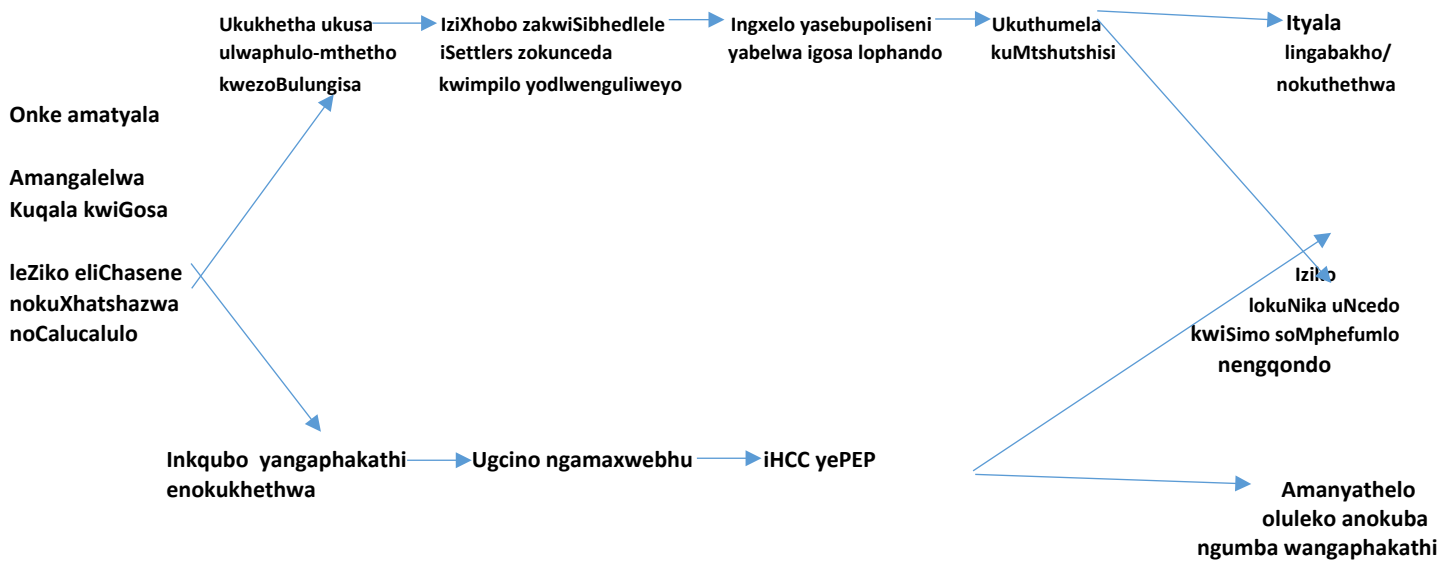 Onke amatyala
Amangalelwa
Kuqala kwiGosa
leZiko eliChasene
nokuXhatshazwa
noCalucalulo
Ukukhetha ukusa
ulwaphulo-mthetho
kwezoBulungisa
IziXhobo zakwiSibhedlele
iSettlers zokunceda
kwimpilo yodlwenguliweyo
Ingxelo yasebupoliseni
yabelwa igosa lophando
Ukuthumela
kuMtshutshisi
Ityala
lingabakho/
nokuthethwa
Iziko
lokuNika uNcedo
kwiSimo soMphefumlo
nengqondo
Inkqubo yangaphakathi
enokukhethwa
Ugcino ngamaxwebhu
iHCC yePEP
Amanyathelo
oluleko anokuba
ngumba wangaphakathi